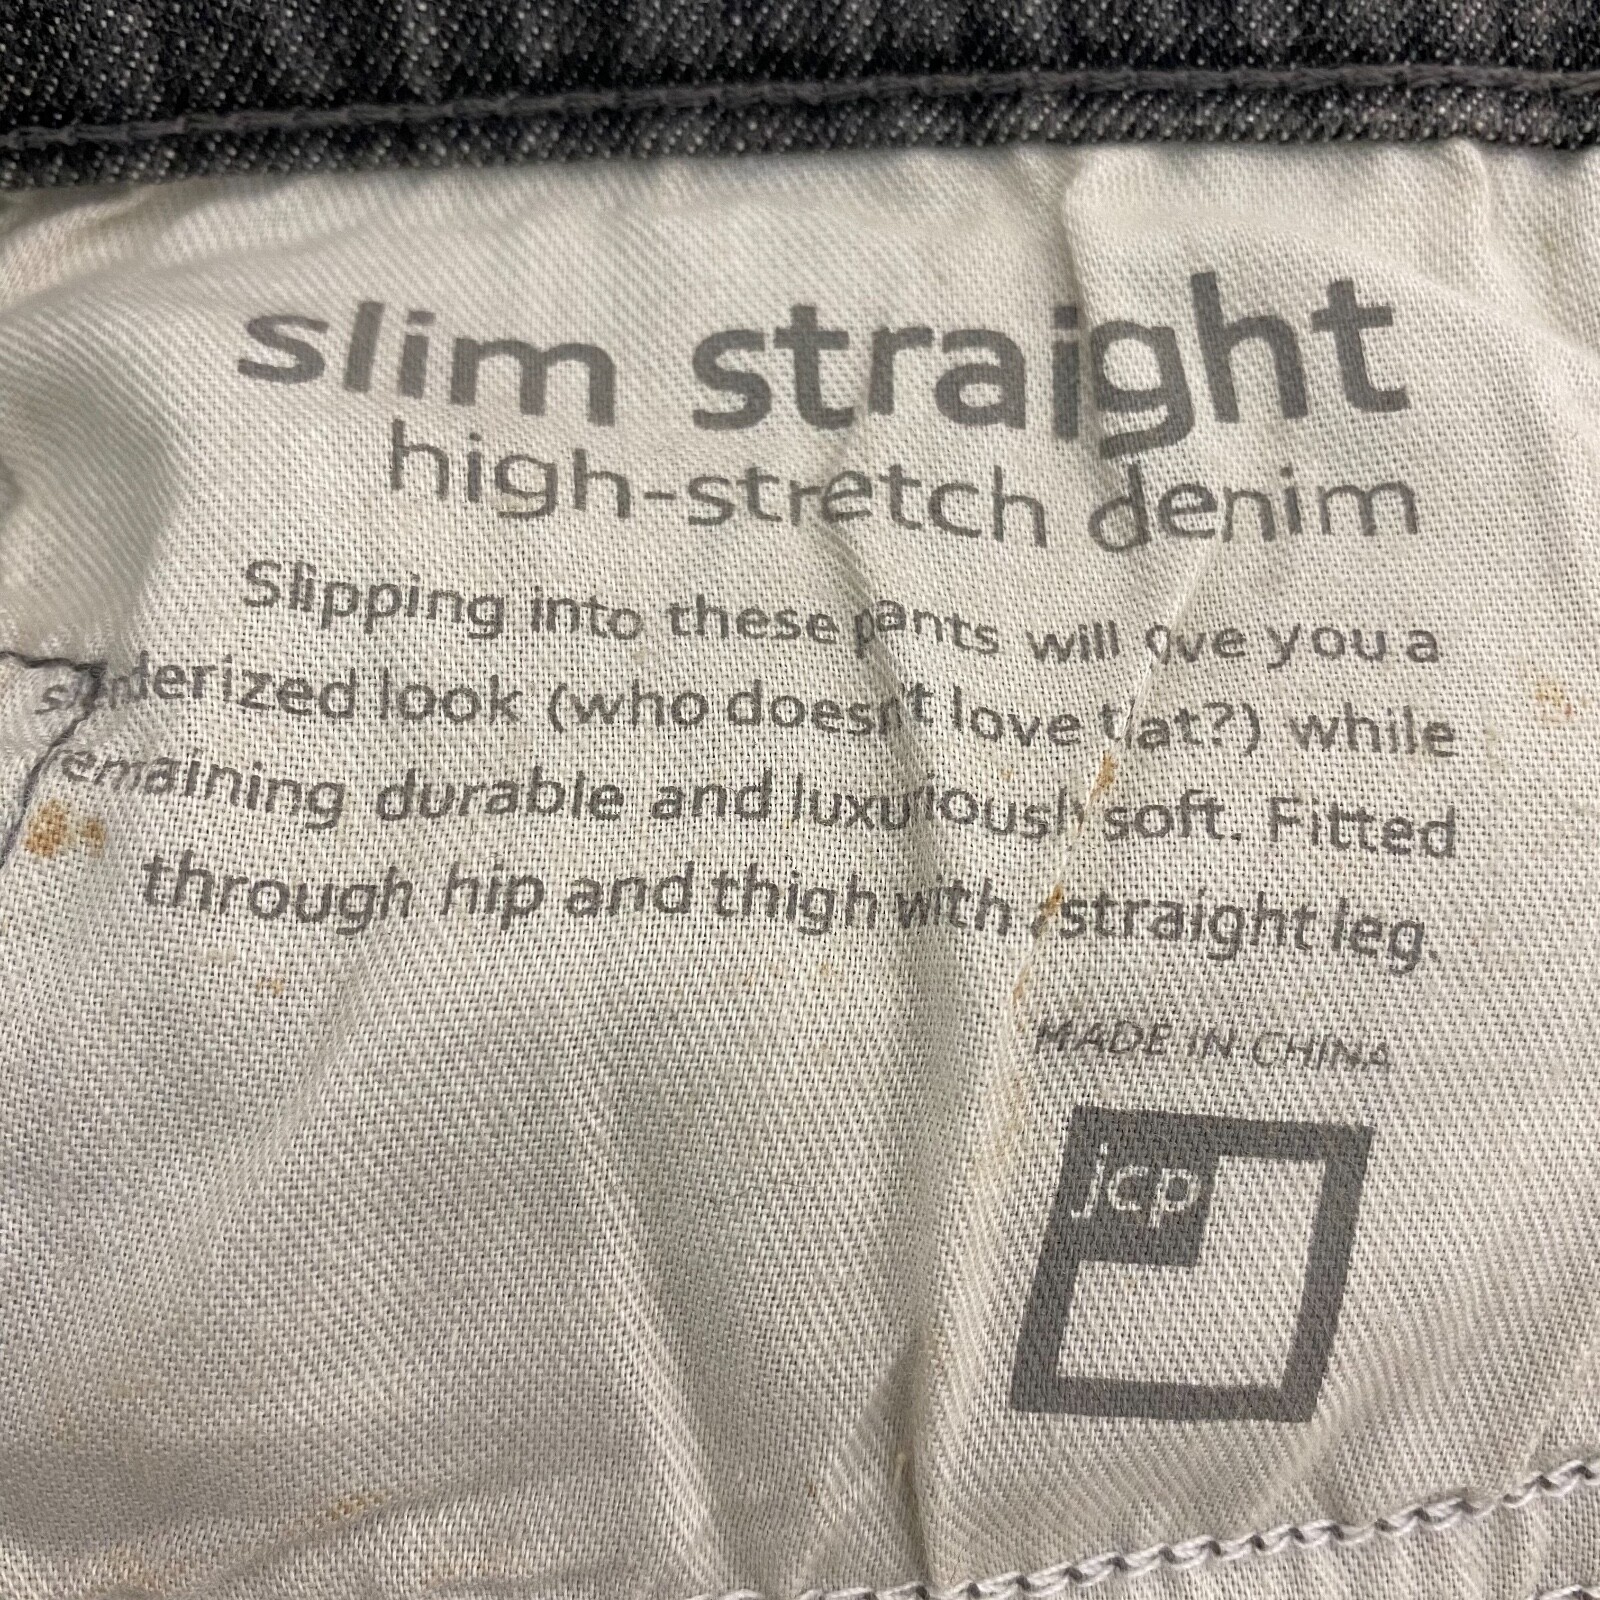 slim straight
high-stretch denim
Slipping into these pants will give you a
slenderized look (who doesn't love that?) while
remaining durable and luxuriously soft. Fitted
through hip and thigh with straight leg.
MADE IN CHINA
jcp